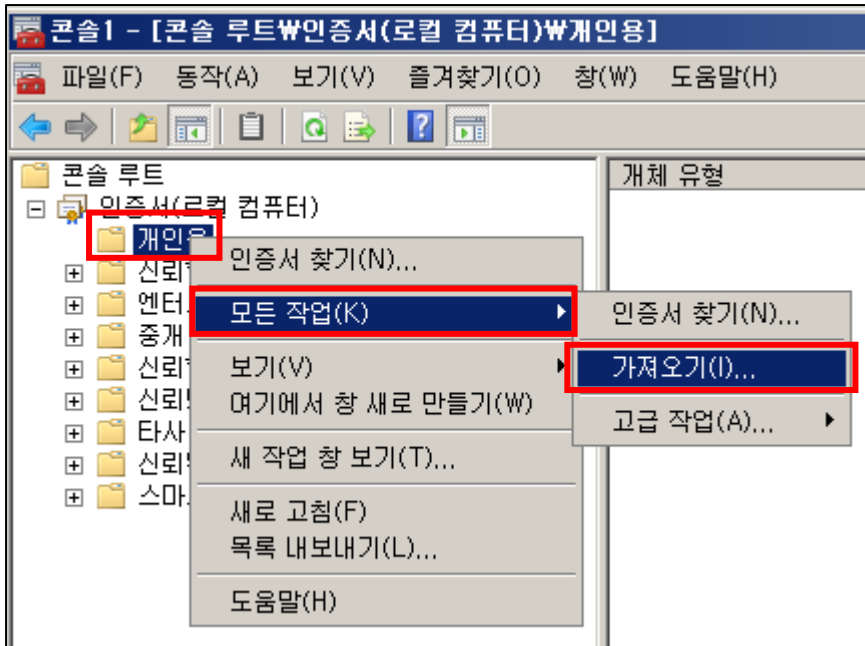 콘솔1 - [콘솔 루트₩인증서(로컬 컴퓨터)₩개인용]
파일(F) 동작(A) 보기(V) 즐겨찾기(O) 창(W) 도움말(H)
콘솔 루트
개체 유형
인증서(로컬 컴퓨터)
개인용
인증서 찾기(N)...
모든 작업(K)
보기(V)
여기에서 창 새로 만들기(W)
새 작업 창 보기(T)...
새로 고침(F)
목록 내보내기(L)...
도움말(H)
인증서 찾기(N)...
가져오기(I)...
고급 작업(A)...
신뢰
엔터
중개
신뢰
신뢰
타사
신뢰
스마